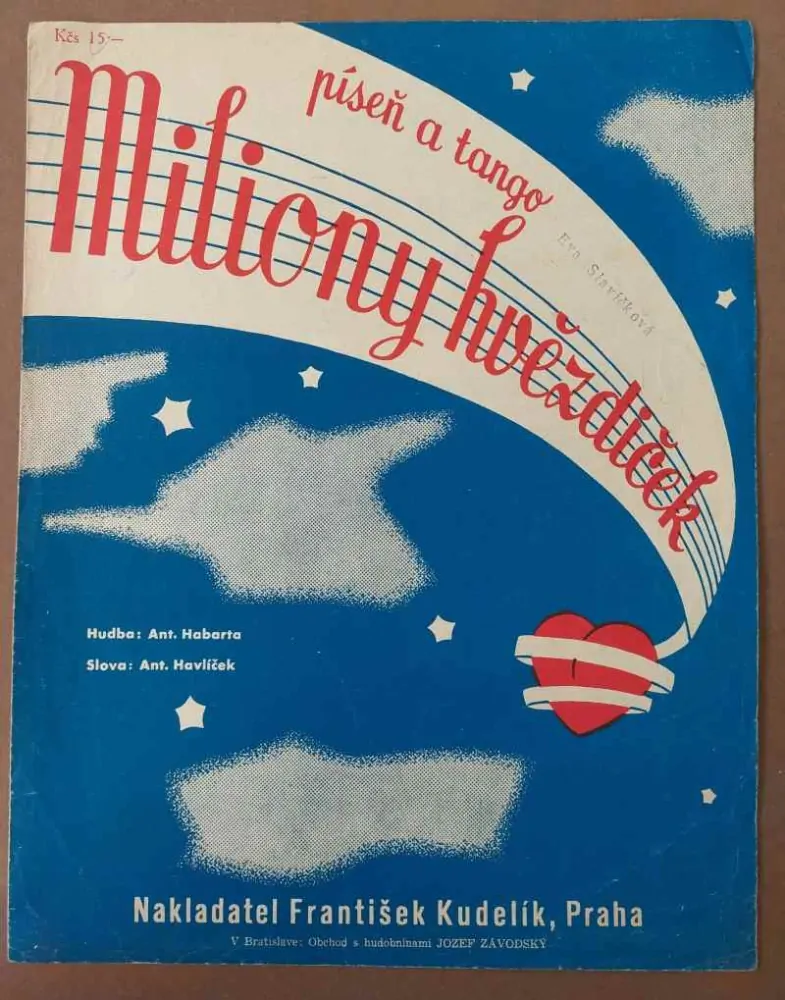 Kčs 15·—
píseň a tango
Miliony hvězdiček
Eva Slavíčková
Hudba: Ant. Habarta
Slova: Ant. Havlíček
Nakladatel František Kudelík, Praha
V Bratislave: Obchod s hudobninami JOZEF ZÁVODSKÝ